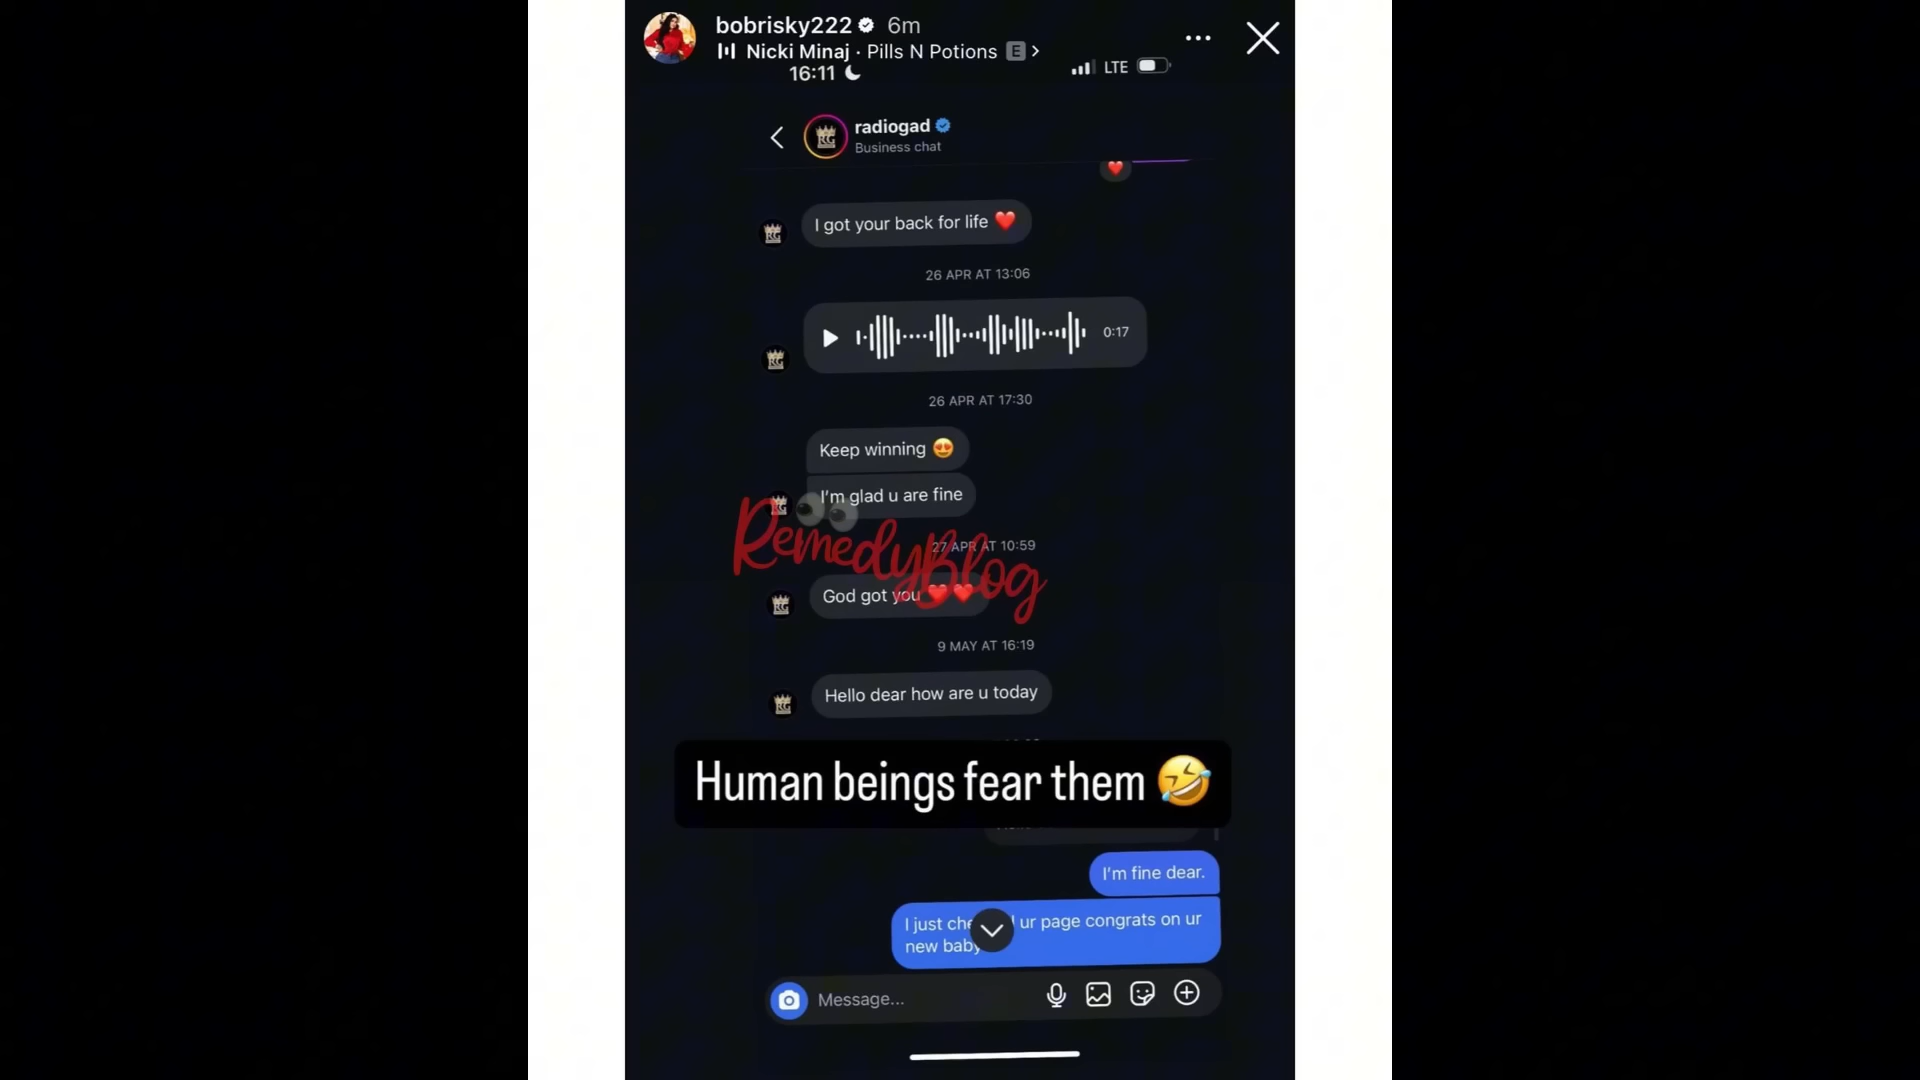 bobrisky222 6m
Nicki Minaj · Pills N Potions E
16:11
LTE
radiogad
Business chat
I got your back for life ❤️
26 APR AT 13:06
0:17
26 APR AT 17:30
Keep winning 😍
I'm glad u are fine
27 APR AT 10:59
RemedyBlog
God got you ❤️❤️
9 MAY AT 16:19
Hello dear how are u today
Human beings fear them 🤣
I'm fine dear.
I just ur page congrats on ur
new baby
Message...